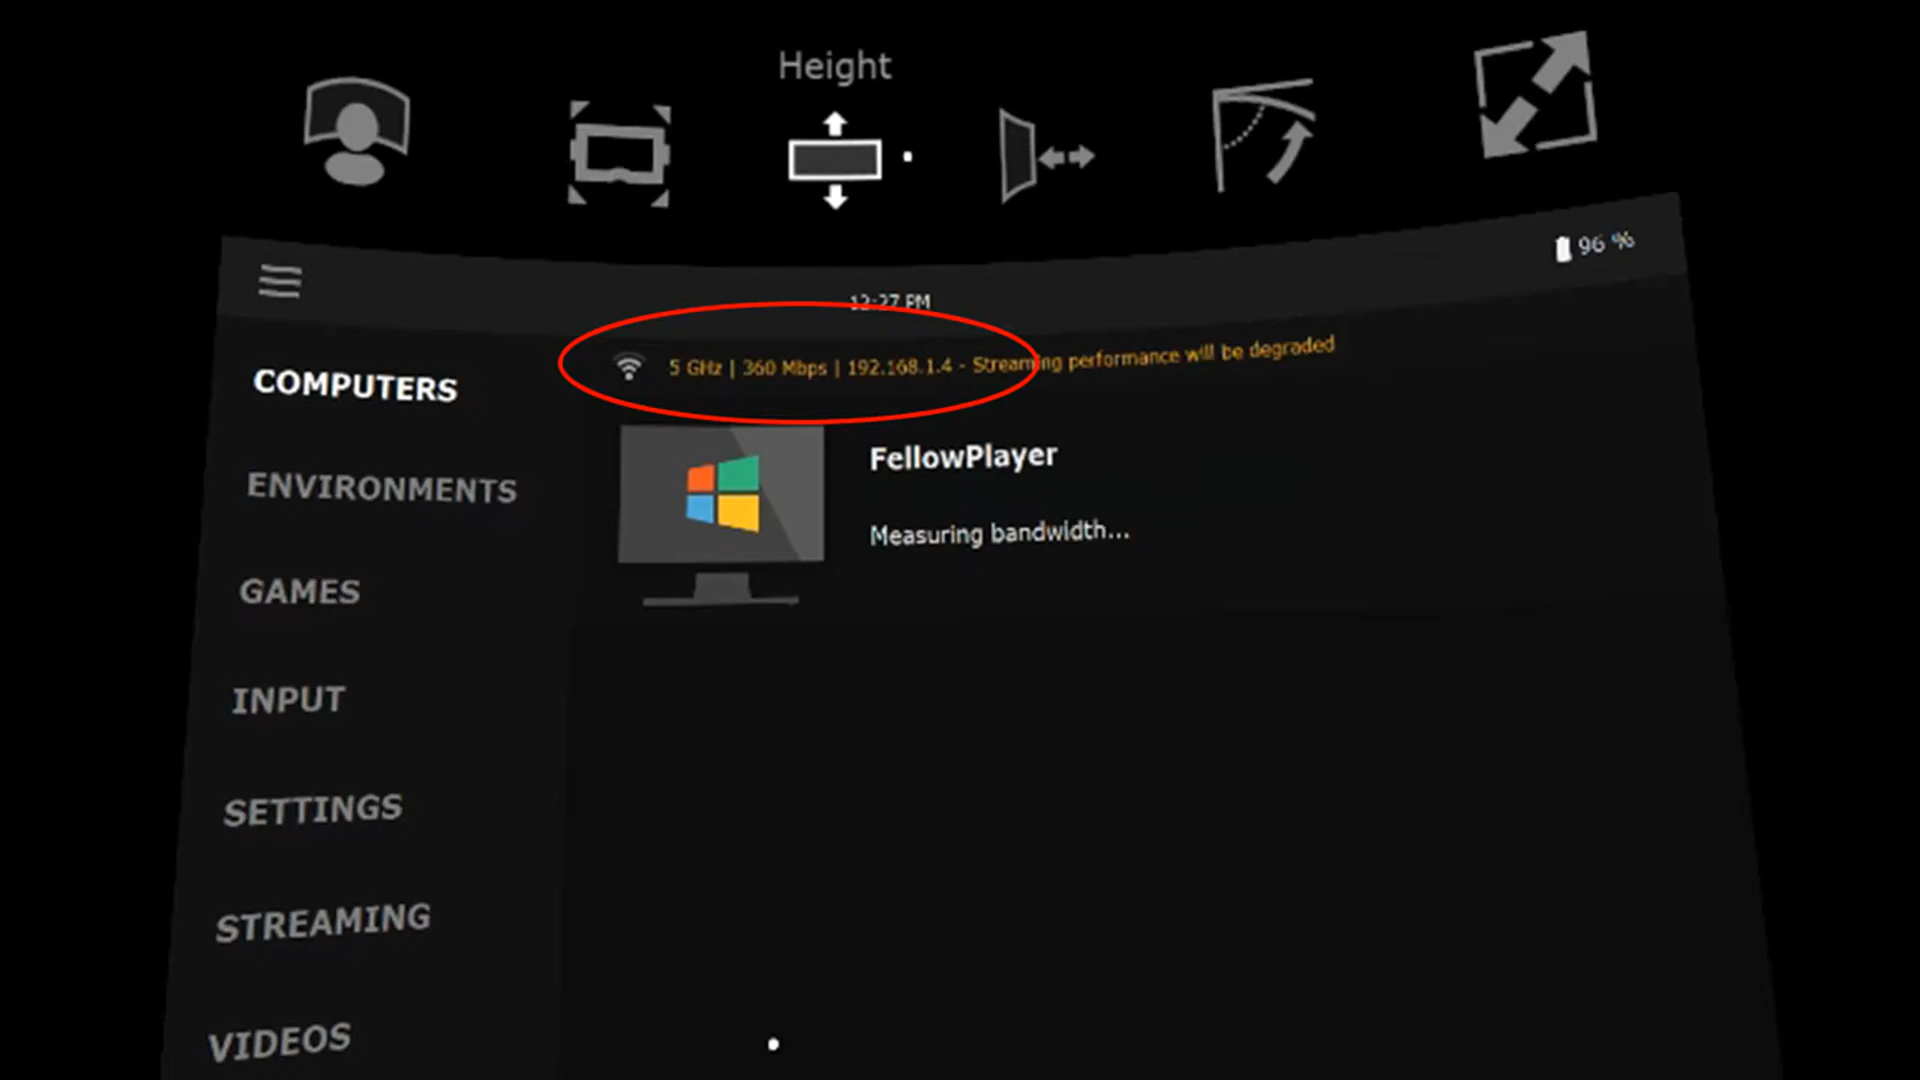 Height
96 %
12:27 PM
5 GHz | 360 Mbps | 192.168.1.4 - Streaming performance will be degraded
COMPUTERS
FellowPlayer
ENVIRONMENTS
Measuring bandwidth...
GAMES
INPUT
SETTINGS
STREAMING
VIDEOS